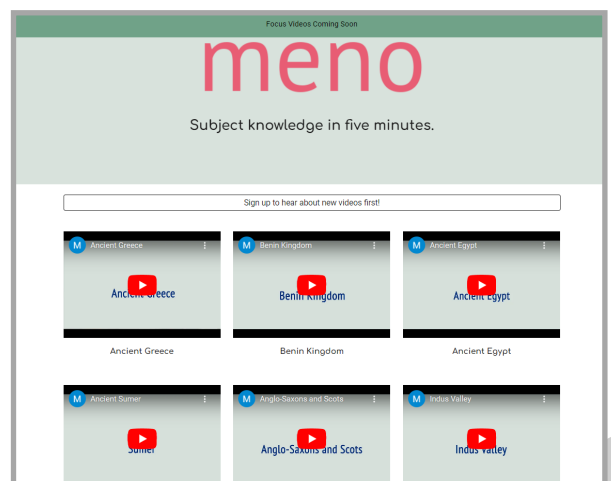 Focus Videos Coming Soon
meno
Subject knowledge in five minutes.
Sign up to hear about new videos first!
M Ancient Greece
Ancient Greece
Ancient Greece
M Benin Kingdom
Benin Kingdom
Benin Kingdom
M Ancient Egypt
Ancient Egypt
Ancient Egypt
M Ancient Sumer
Sumer
M Anglo-Saxons and Scots
Anglo-Saxons and Scots
M Indus Valley
Indus Valley